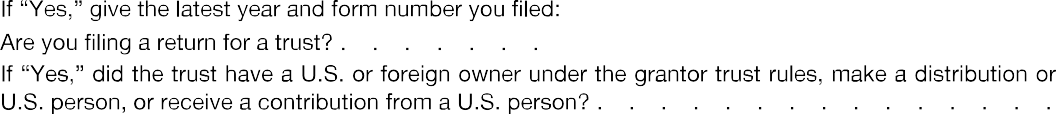 If “Yes,” give the latest year and form number you filed:
Are you filing a return for a trust? . . . . . . .
If “Yes,” did the trust have a U.S. or foreign owner under the grantor trust rules, make a distribution or
U.S. person, or receive a contribution from a U.S. person? . . . . . . . . . . . . . . .